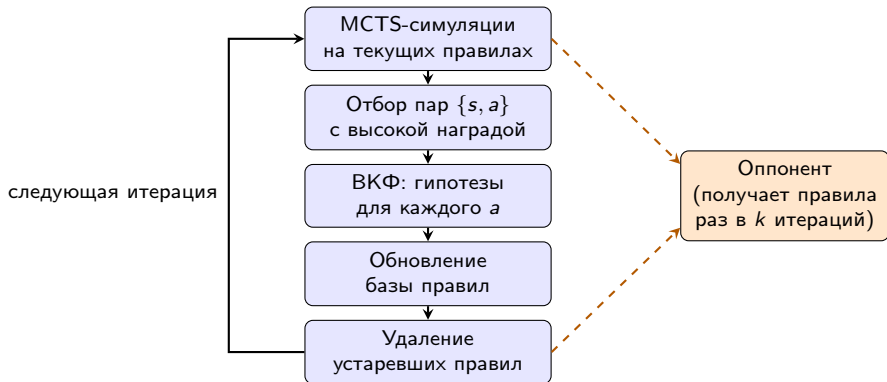 MCTS-симуляции
на текущих правилах
Отбор пар {s, a}
с высокой наградой
ВКФ: гипотезы
для каждого a
Обновление
базы правил
Удаление
устаревших правил
следующая итерация
Оппонент
(получает правила
раз в k итераций)